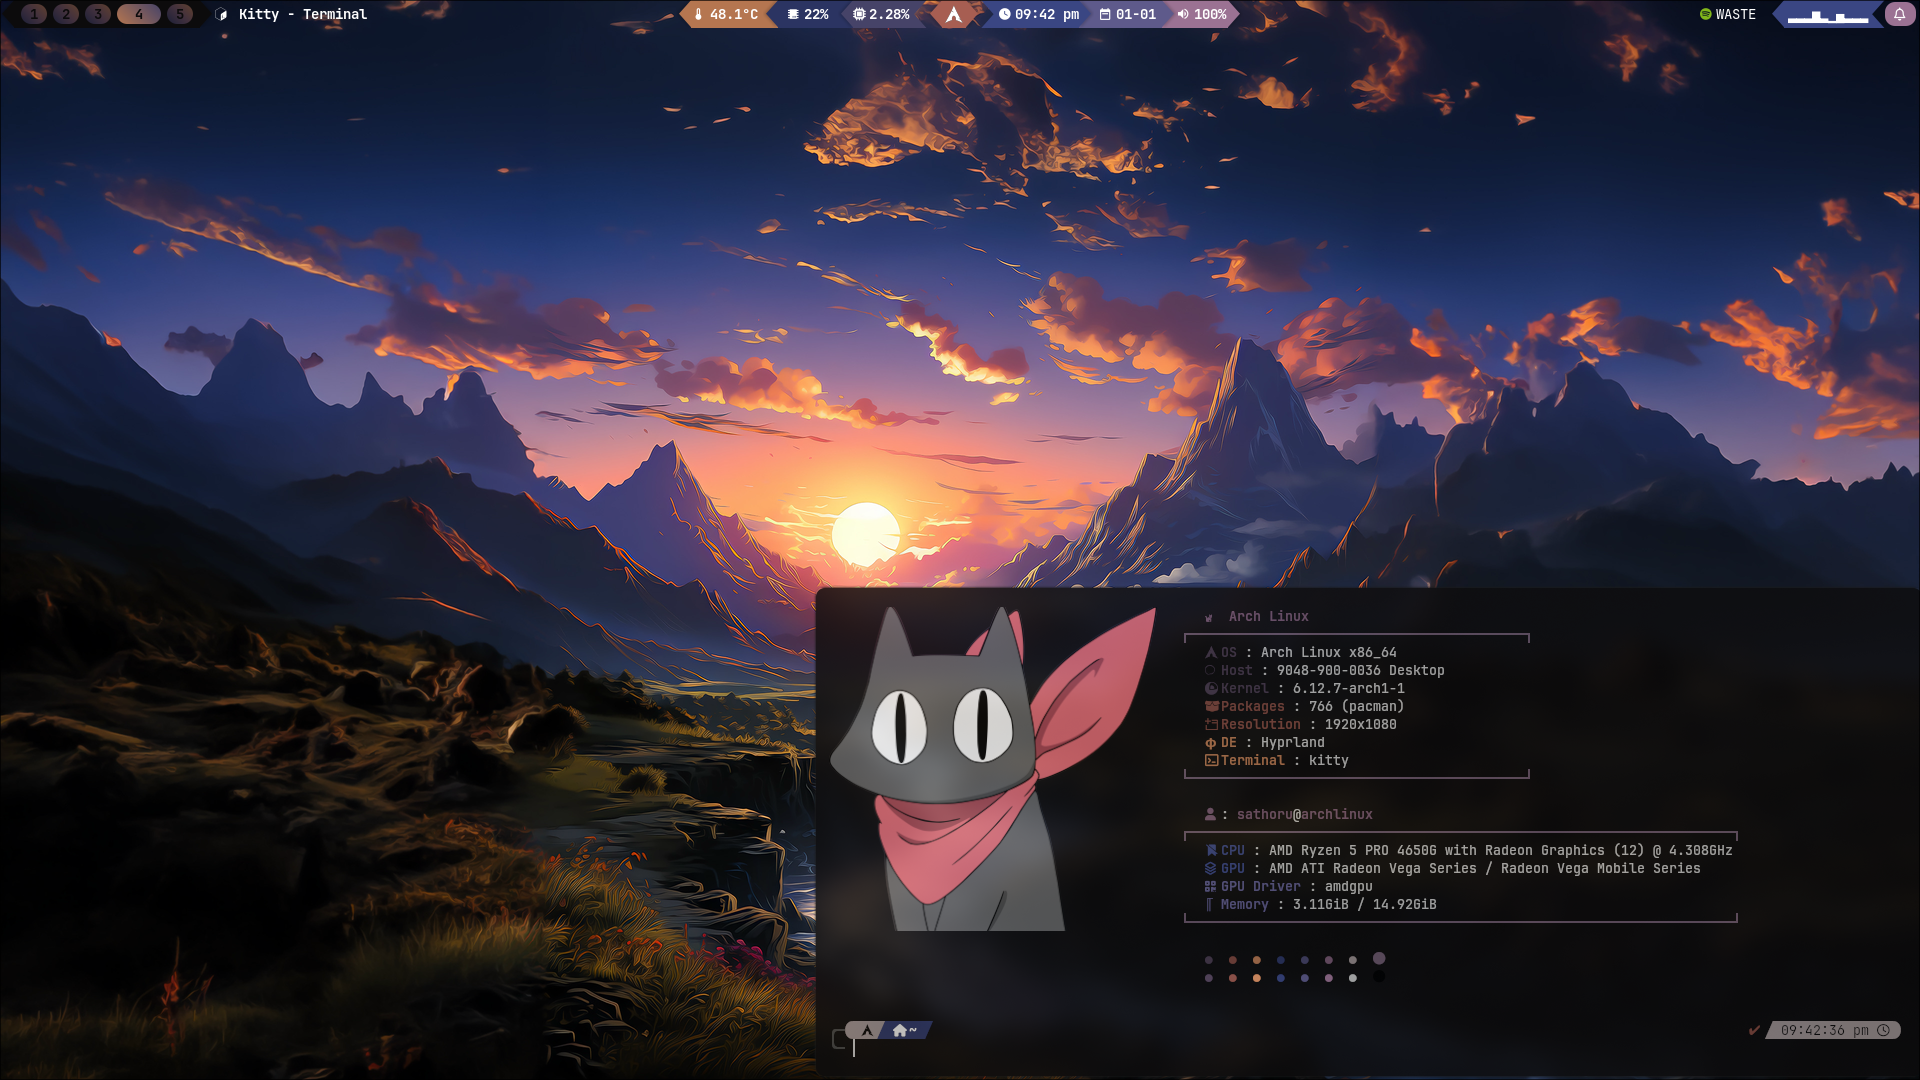 1 2 3 4 5 Kitty - Terminal 48.1°C 22% 2.28% 09:42 pm 01-01 100% WASTE
Arch Linux
OS : Arch Linux x86_64
Host : 9048-900-0036 Desktop
Kernel : 6.12.7-arch1-1
Packages : 766 (pacman)
Resolution : 1920x1080
DE : Hyprland
Terminal : kitty
: sathoru@archlinux
CPU : AMD Ryzen 5 PRO 4650G with Radeon Graphics (12) @ 4.308GHz
GPU : AMD ATI Radeon Vega Series / Radeon Vega Mobile Series
GPU Driver : amdgpu
Memory : 3.11GiB / 14.92GiB
~ 09:42:36 pm